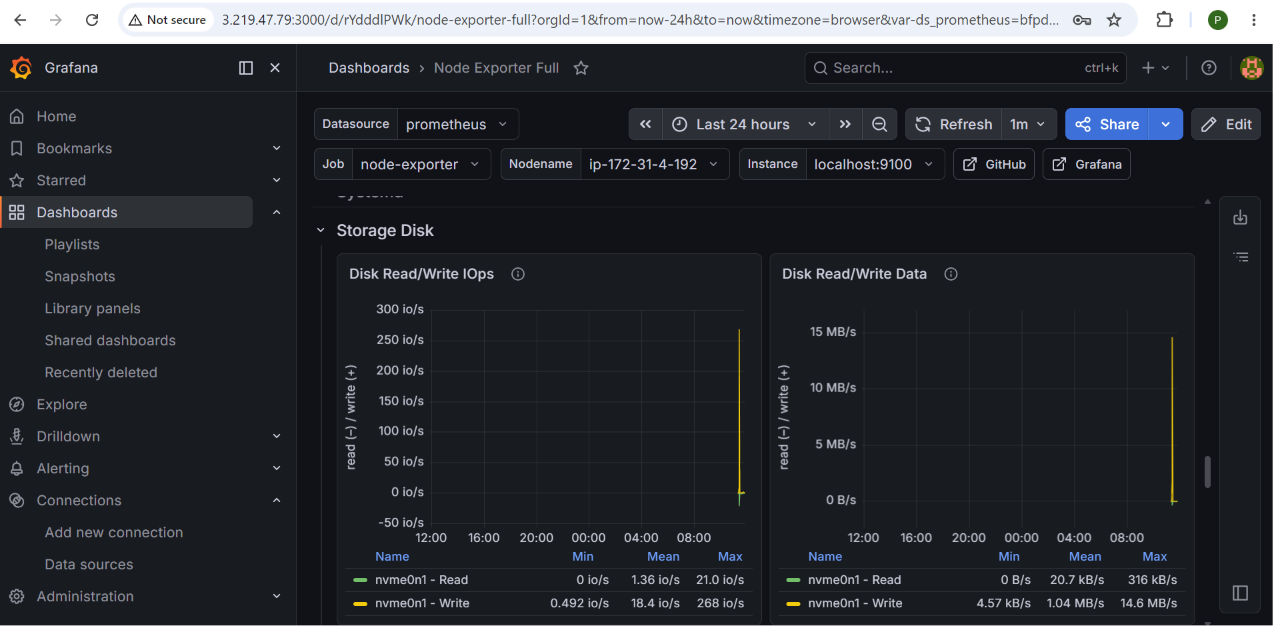 Not secure
3.219.47.79:3000/d/rYdddlPWk/node-exporter-full?orgId=1&from=now-24h&to=now&timezone=browser&var-ds_prometheus=bfpd...
P
Grafana
Dashboards › Node Exporter Full
Search...
ctrl+k
Home
Bookmarks
Starred
Dashboards
Playlists
Snapshots
Library panels
Shared dashboards
Recently deleted
Explore
Drilldown
Alerting
Connections
Add new connection
Data sources
Administration
Datasource prometheus
Last 24 hours
Refresh 1m
Share
Edit
Job node-exporter
Nodename ip-172-31-4-192
Instance localhost:9100
GitHub
Grafana
Storage Disk
Disk Read/Write IOps
read (–) / write (+)
300 io/s
250 io/s
200 io/s
150 io/s
100 io/s
50 io/s
0 io/s
-50 io/s
12:00 16:00 20:00 00:00 04:00 08:00
Name Min Mean Max
nvme0n1 - Read 0 io/s 1.36 io/s 21.0 io/s
nvme0n1 - Write 0.492 io/s 18.4 io/s 268 io/s
Disk Read/Write Data
read (–) / write (+)
15 MB/s
10 MB/s
5 MB/s
0 B/s
12:00 16:00 20:00 00:00 04:00 08:00
Name Min Mean Max
nvme0n1 - Read 0 B/s 20.7 kB/s 316 kB/s
nvme0n1 - Write 4.57 kB/s 1.04 MB/s 14.6 MB/s